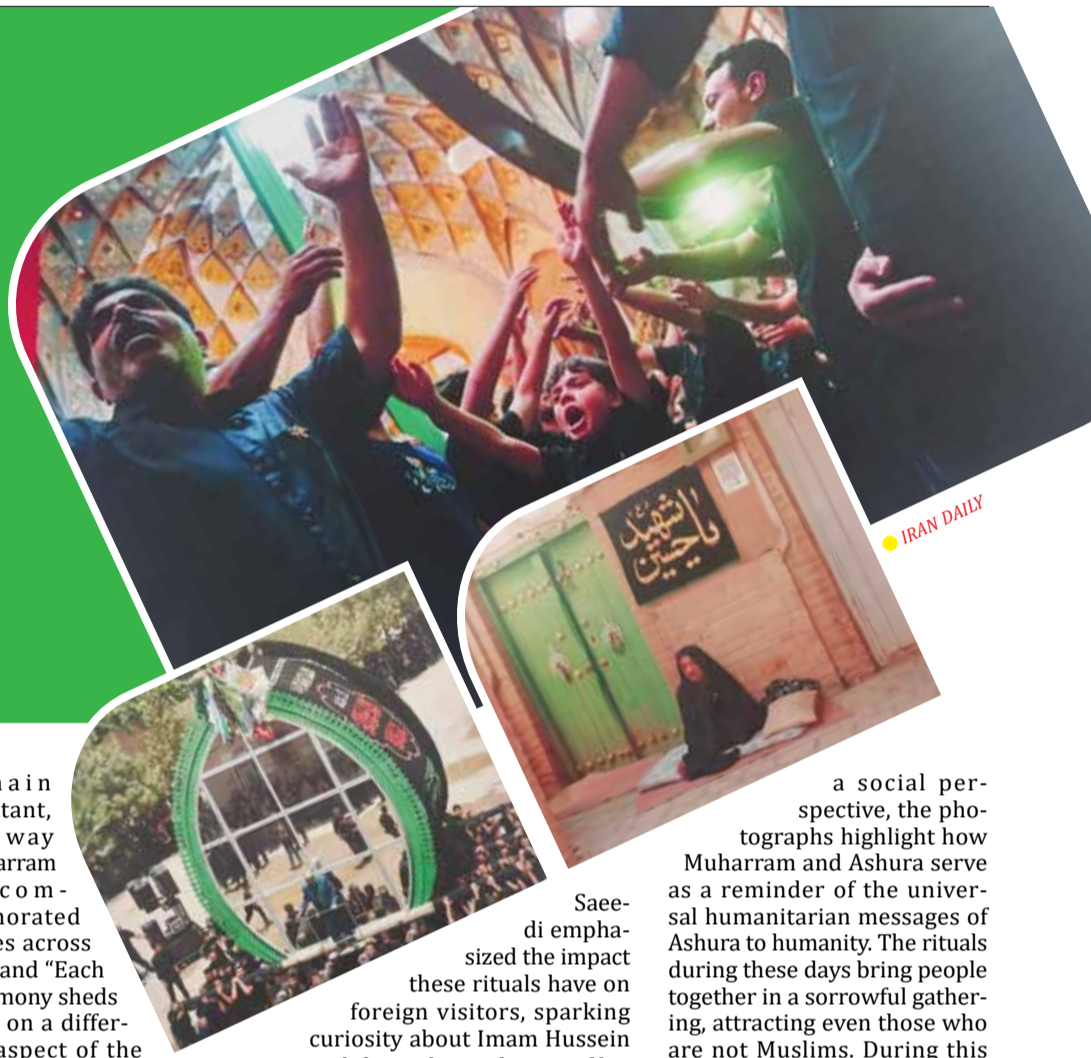 IRAN DAILY
یا حسین شهید
ain
tant,
way
arram
com-
norated
es across
and “Each
mony sheds
on a differ-
aspect of the
Saee-
di empha-
sized the impact
these rituals have on
foreign visitors, sparking
curiosity about Imam Hussein
a social per-
spective, the pho-
tographs highlight how
Muharram and Ashura serve
as a reminder of the univer-
sal humanitarian messages of
Ashura to humanity. The rituals
during these days bring people
together in a sorrowful gather-
ing, attracting even those who
are not Muslims. During this